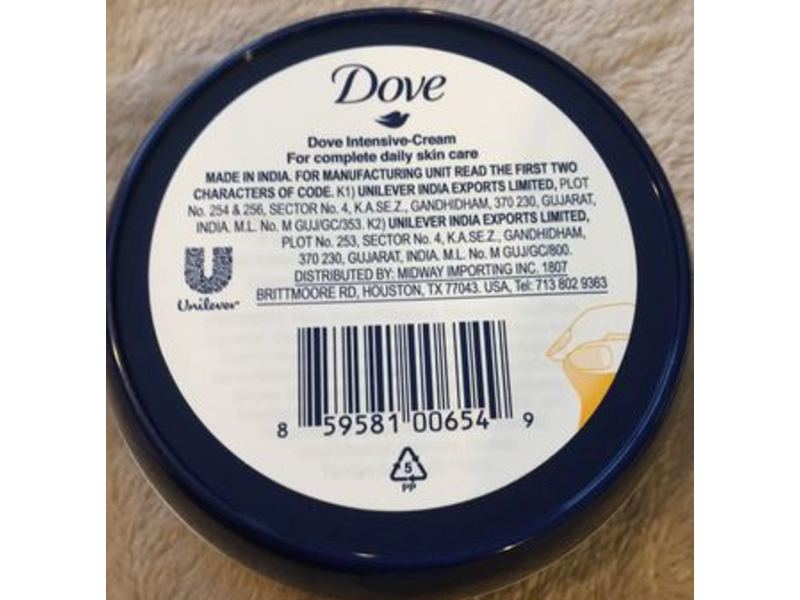 Dove
Dove Intensive-Cream
For complete daily skin care
MADE IN INDIA. FOR MANUFACTURING UNIT READ THE FIRST TWO
CHARACTERS OF CODE. K1) UNILEVER INDIA EXPORTS LIMITED, PLOT
No. 254 & 256, SECTOR No. 4, K.A.SE.Z., GANDHIDHAM, 370 230, GUJARAT,
INDIA. M.L. No. M GUJ/GC/353. K2) UNILEVER INDIA EXPORTS LIMITED,
PLOT No. 253, SECTOR No. 4, K.A.SE.Z., GANDHIDHAM,
370 230, GUJARAT, INDIA. M.L. No. M GUJ/GC/800.
DISTRIBUTED BY: MIDWAY IMPORTING INC. 1807
BRITTMOORE RD, HOUSTON, TX 77043. USA, Tel: 713 802 9363
Unilever
8 59581 00654 9
5
PP